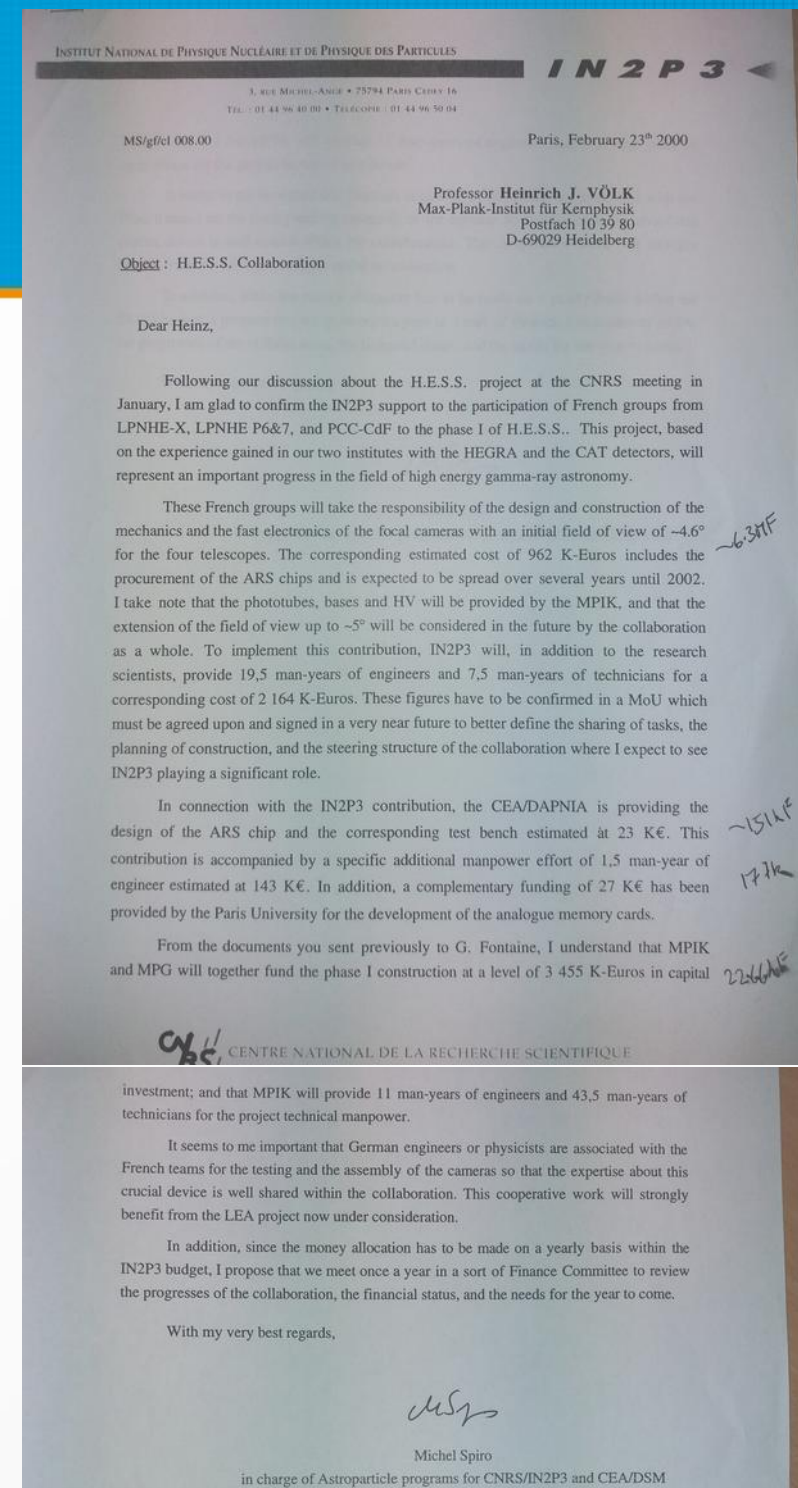 INSTITUT NATIONAL DE PHYSIQUE NUCLÉAIRE ET DE PHYSIQUE DES PARTICULES
IN2P3
3, RUE MICHEL-ANGE • 75794 PARIS CEDEX 16
TÉL. : 01 44 96 40 00 • TÉLÉCOPIE : 01 44 96 50 04
MS/gf/cl 008.00
Paris, February 23th 2000
Professor Heinrich J. VÖLK
Max-Plank-Institut für Kernphysik
Postfach 10 39 80
D-69029 Heidelberg
Object : H.E.S.S. Collaboration
Dear Heinz,
Following our discussion about the H.E.S.S. project at the CNRS meeting in
January, I am glad to confirm the IN2P3 support to the participation of French groups from
LPNHE-X, LPNHE P6&7, and PCC-CdF to the phase I of H.E.S.S.. This project, based
on the experience gained in our two institutes with the HEGRA and the CAT detectors, will
represent an important progress in the field of high energy gamma-ray astronomy.
These French groups will take the responsibility of the design and construction of the
mechanics and the fast electronics of the focal cameras with an initial field of view of ~4.6°
~6.3MF
for the four telescopes. The corresponding estimated cost of 962 K-Euros includes the
procurement of the ARS chips and is expected to be spread over several years until 2002.
I take note that the phototubes, bases and HV will be provided by the MPIK, and that the
extension of the field of view up to ~5° will be considered in the future by the collaboration
as a whole. To implement this contribution, IN2P3 will, in addition to the research
scientists, provide 19,5 man-years of engineers and 7,5 man-years of technicians for a
corresponding cost of 2 164 K-Euros. These figures have to be confirmed in a MoU which
must be agreed upon and signed in a very near future to better define the sharing of tasks, the
planning of construction, and the steering structure of the collaboration where I expect to see
IN2P3 playing a significant role.
In connection with the IN2P3 contribution, the CEA/DAPNIA is providing the
design of the ARS chip and the corresponding test bench estimated at 23 K€. This
~151kF
contribution is accompanied by a specific additional manpower effort of 1,5 man-year of
engineer estimated at 143 K€. In addition, a complementary funding of 27 K€ has been
provided by the Paris University for the development of the analogue memory cards.
From the documents you sent previously to G. Fontaine, I understand that MPIK
and MPG will together fund the phase I construction at a level of 3 455 K-Euros in capital
CENTRE NATIONAL DE LA RECHERCHE SCIENTIFIQUE
investment; and that MPIK will provide 11 man-years of engineers and 43,5 man-years of
technicians for the project technical manpower.
It seems to me important that German engineers or physicists are associated with the
French teams for the testing and the assembly of the cameras so that the expertise about this
crucial device is well shared within the collaboration. This cooperative work will strongly
benefit from the LEA project now under consideration.
In addition, since the money allocation has to be made on a yearly basis within the
IN2P3 budget, I propose that we meet once a year in a sort of Finance Committee to review
the progresses of the collaboration, the financial status, and the needs for the year to come.
With my very best regards,
Michel Spiro
in charge of Astroparticle programs for CNRS/IN2P3 and CEA/DSM